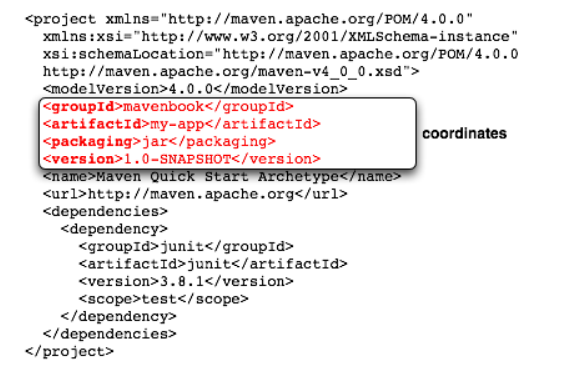 <project xmlns="http://maven.apache.org/POM/4.0.0"
xmlns:xsi="http://www.w3.org/2001/XMLSchema-instance"
xsi:schemaLocation="http://maven.apache.org/POM/4.0.0
http://maven.apache.org/maven-v4_0_0.xsd">
<modelVersion>4.0.0</modelVersion>
<groupId>mavenbook</groupId>
<artifactId>my-app</artifactId>
<packaging>jar</packaging>
<version>1.0-SNAPSHOT</version>
coordinates
<name>Maven Quick Start Archetype</name>
<url>http://maven.apache.org</url>
<dependencies>
<dependency>
<groupId>junit</groupId>
<artifactId>junit</artifactId>
<version>3.8.1</version>
<scope>test</scope>
</dependency>
</dependencies>
</project>